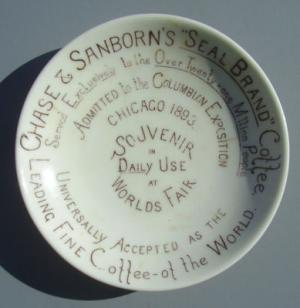 CHASE & SANBORN'S "SEAL BRAND" Coffee
Served Exclusively to the Over Twenty-one Million People
ADMITTED to the COLUMBIAN EXPOSITION
CHICAGO 1893.
SOUVENIR
IN
DAILY USE
AT
WORLDS FAIR
UNIVERSALLY ACCEPTED AS THE
LEADING FINE Coffee-of the WORLD.